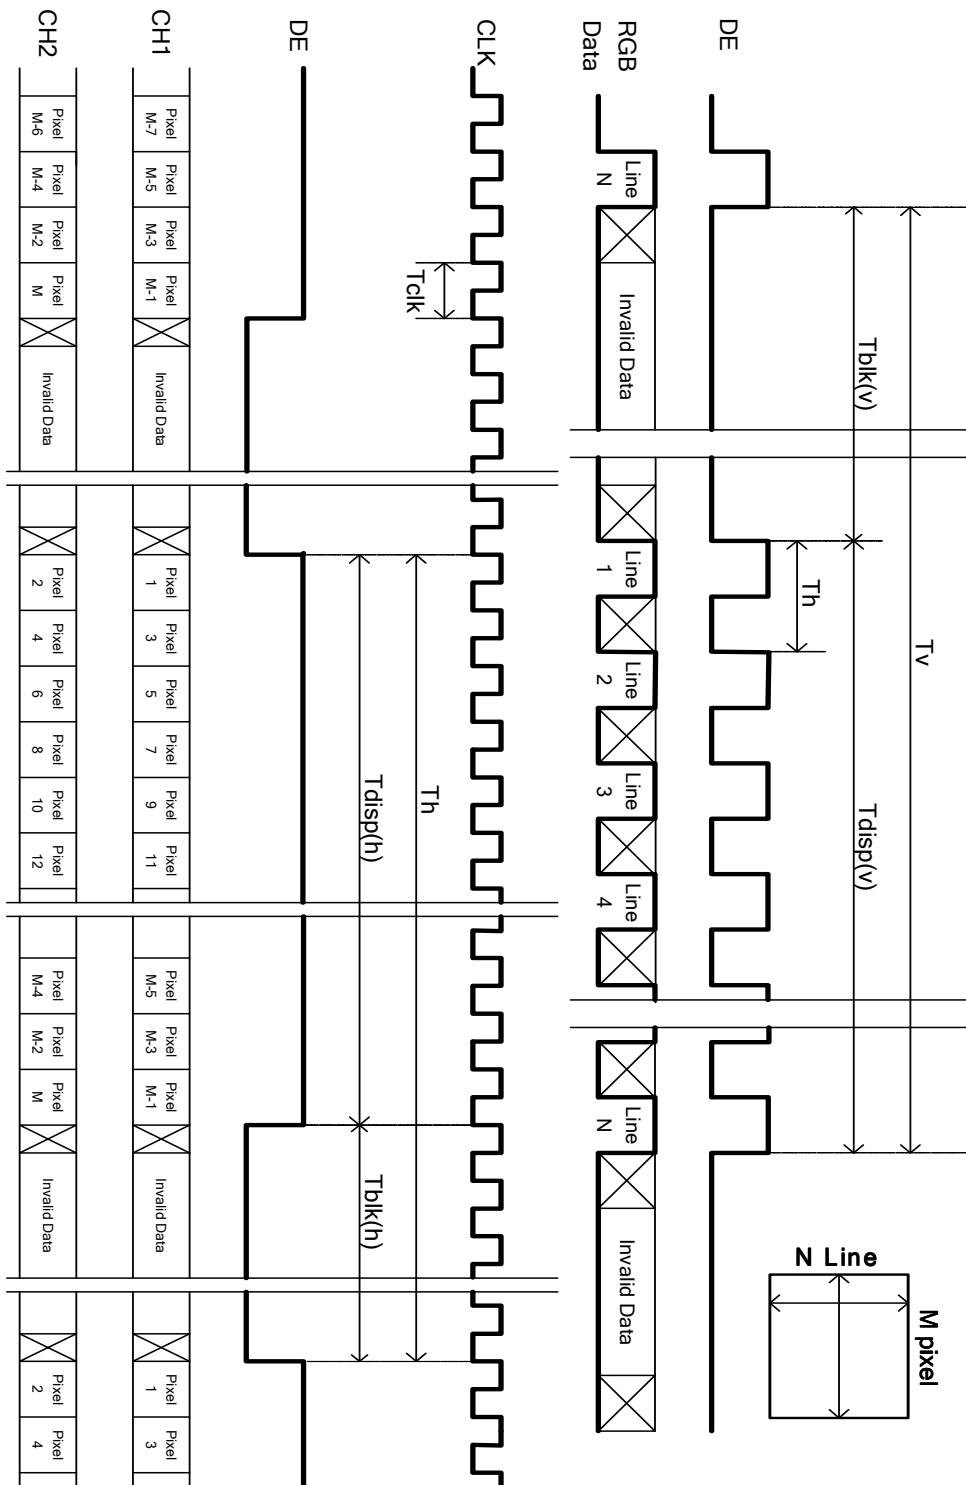 DE
Tv
Tblk(v)
Tdisp(v)
Th
N Line
M pixel
RGB
Data
Line
N
Invalid Data
Line
1
Line
2
Line
3
Line
4
Line
N
Invalid Data
CLK
Tclk
Th
Tdisp(h)
Tblk(h)
DE
CH1
Pixel
M-7
Pixel
M-5
Pixel
M-3
Pixel
M-1
Invalid Data
Pixel
1
Pixel
3
Pixel
5
Pixel
7
Pixel
9
Pixel
11
Pixel
M-5
Pixel
M-3
Pixel
M-1
Invalid Data
Pixel
1
Pixel
3
CH2
Pixel
M-6
Pixel
M-4
Pixel
M-2
Pixel
M
Invalid Data
Pixel
2
Pixel
4
Pixel
6
Pixel
8
Pixel
10
Pixel
12
Pixel
M-4
Pixel
M-2
Pixel
M
Invalid Data
Pixel
2
Pixel
4